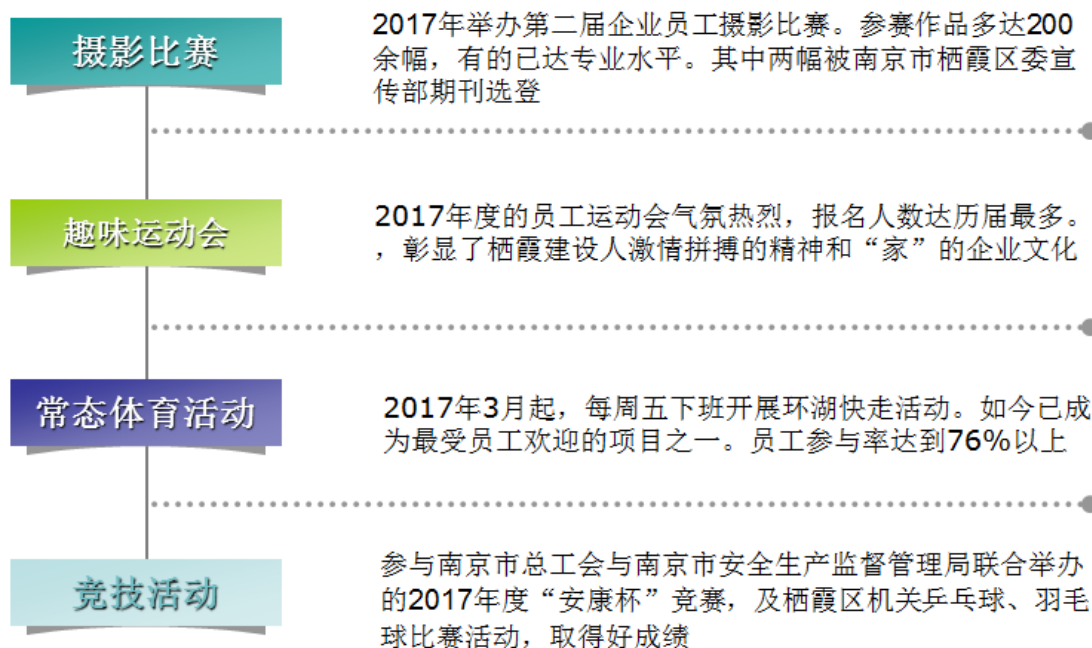 摄影比赛
2017年举办第二届企业员工摄影比赛。参赛作品多达200
余幅，有的已达专业水平。其中两幅被南京市栖霞区委宣
传部期刊选登
趣味运动会
2017年度的员工运动会气氛热烈，报名人数达历届最多。
，彰显了栖霞建设人激情拼搏的精神和“家”的企业文化
常态体育活动
2017年3月起，每周五下班开展环湖快走活动。如今已成
为最受员工欢迎的项目之一。员工参与率达到76%以上
竞技活动
参与南京市总工会与南京市安全生产监督管理局联合举办
的2017年度“安康杯”竞赛，及栖霞区机关乒乓球、羽毛
球比赛活动，取得好成绩